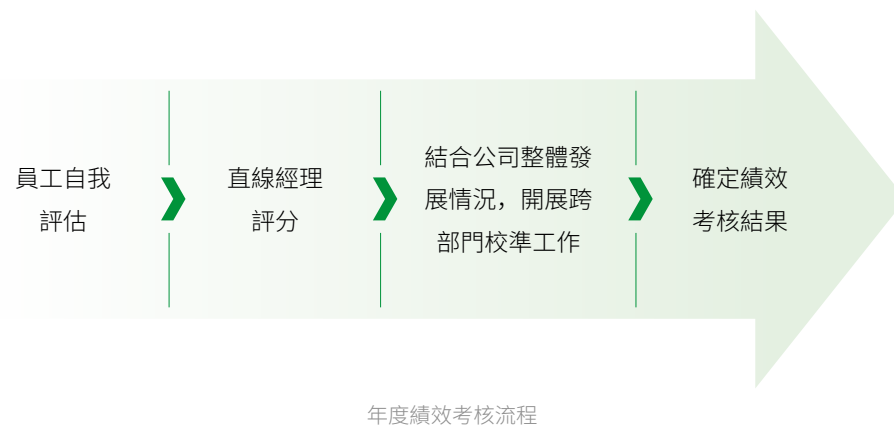 員工自我
評估
直線經理
評分
結合公司整體發
展情況，開展跨
部門校準工作
確定績效
考核結果
年度績效考核流程